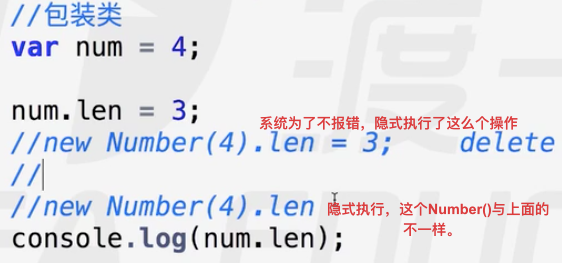 //包装类
var num = 4;
num.len = 3;
系统为了不报错，隐式执行了这么个操作
//new Number(4).len = 3;    delete
//
//new Number(4).len
隐式执行，这个Number()与上面的
不一样。
console.log(num.len);